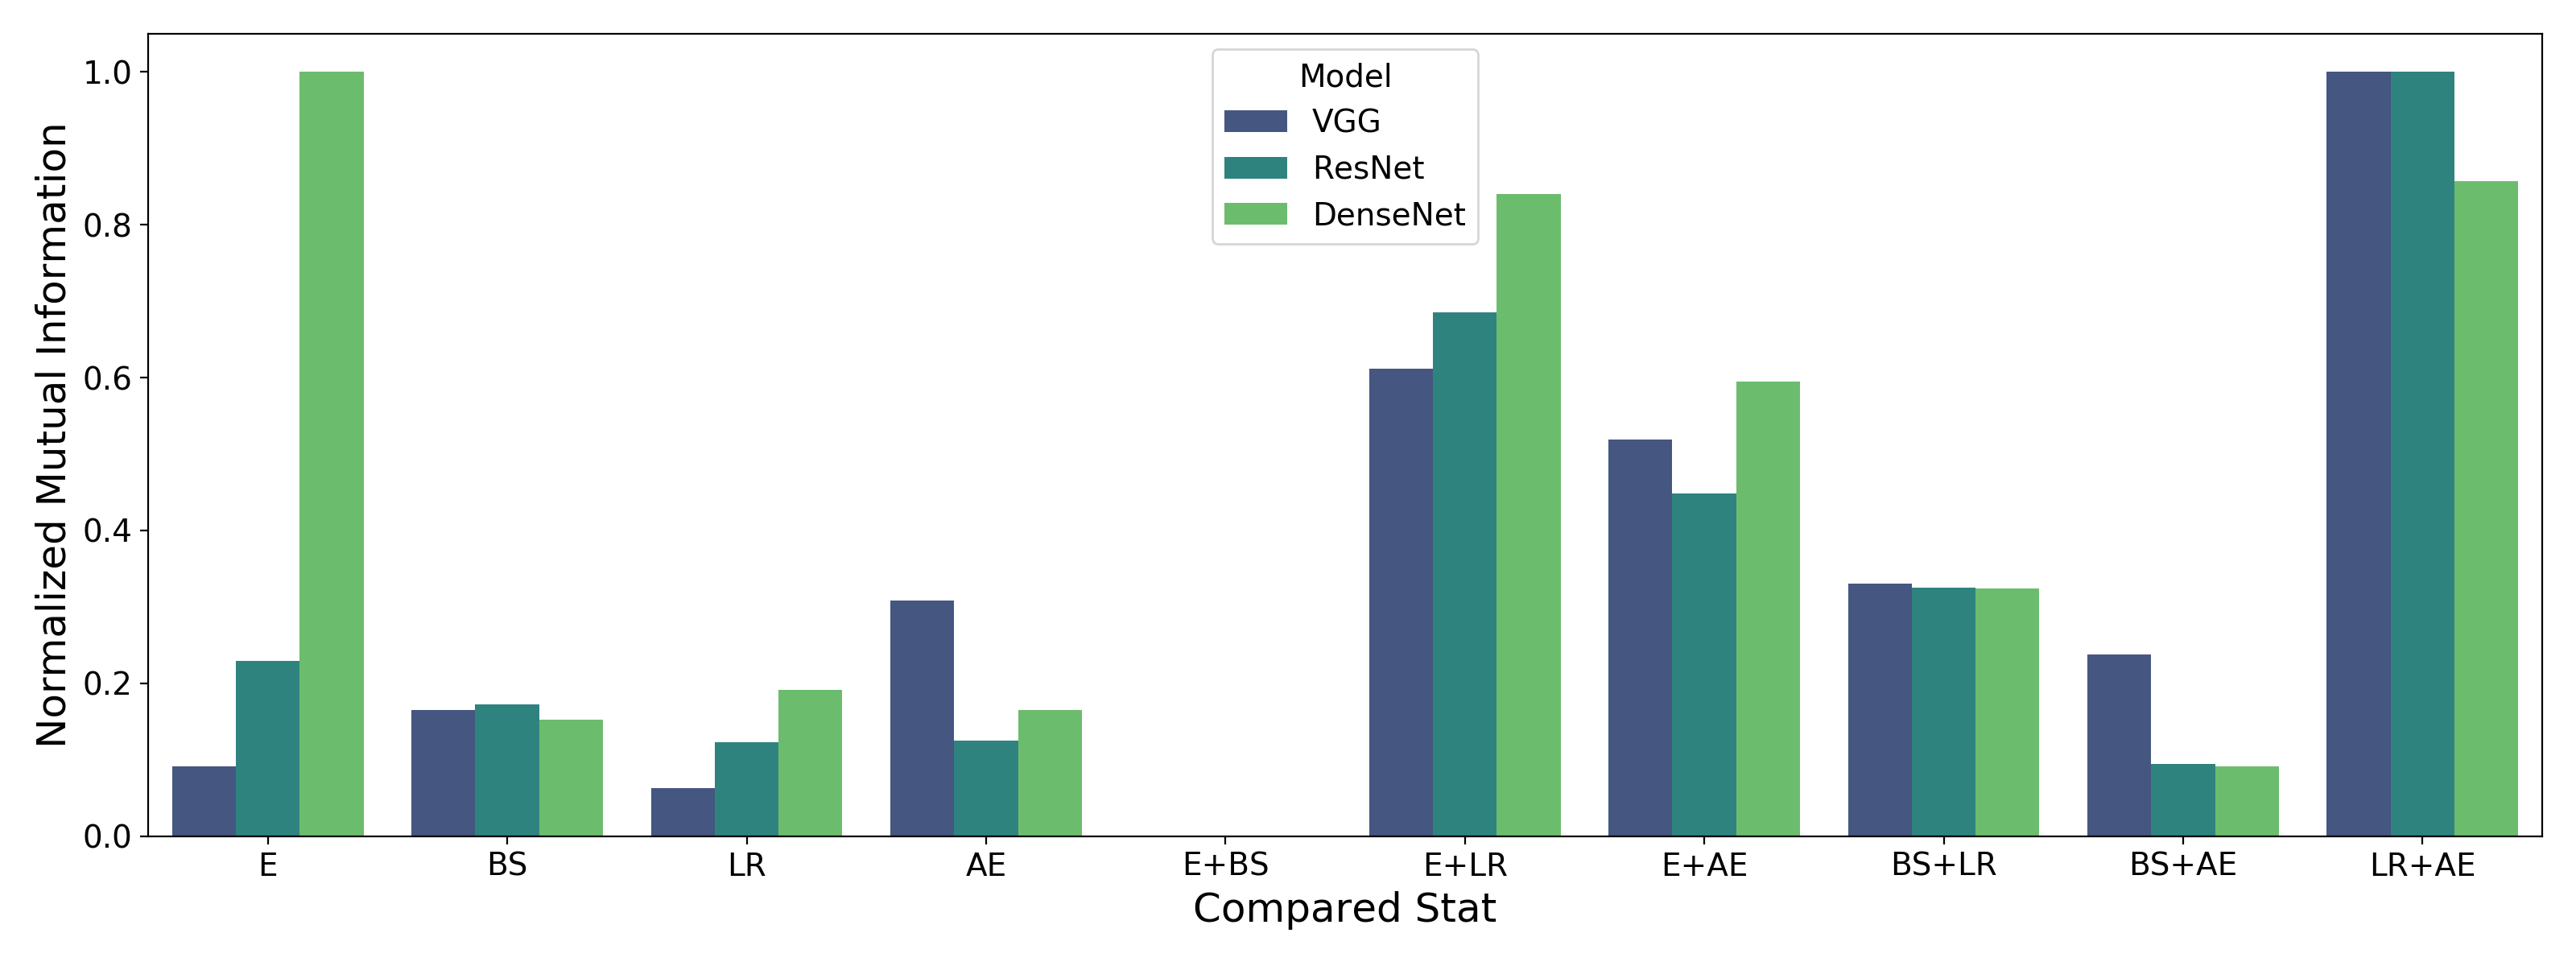 Normalized Mutual Information
1.0
0.8
0.6
0.4
0.2
0.0
Model
VGG
ResNet
DenseNet
E BS LR AE E+BS E+LR E+AE BS+LR BS+AE LR+AE
Compared Stat